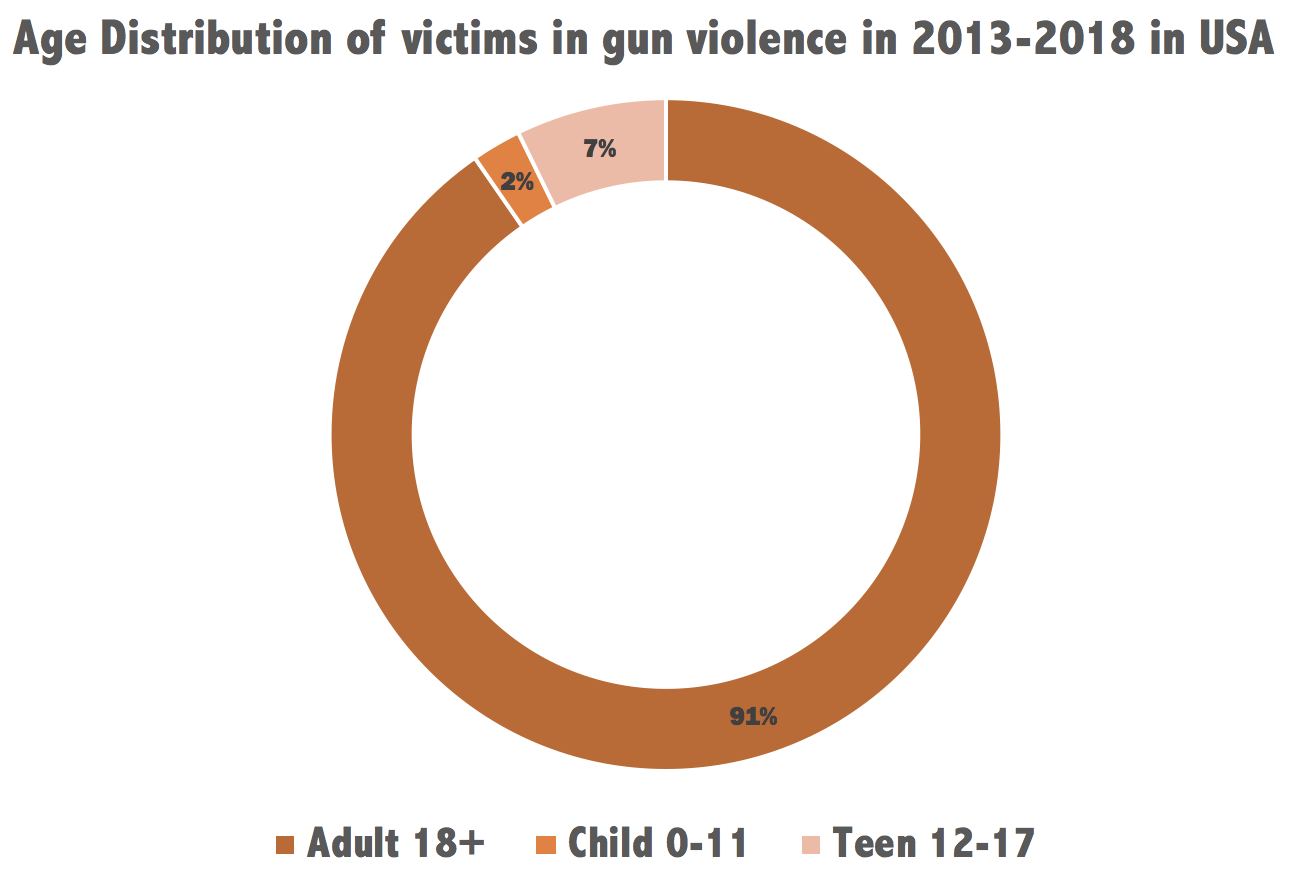 Age Distribution of victims in gun violence in 2013-2018 in USA
7%
2%
91%
Adult 18+ Child 0-11 Teen 12-17